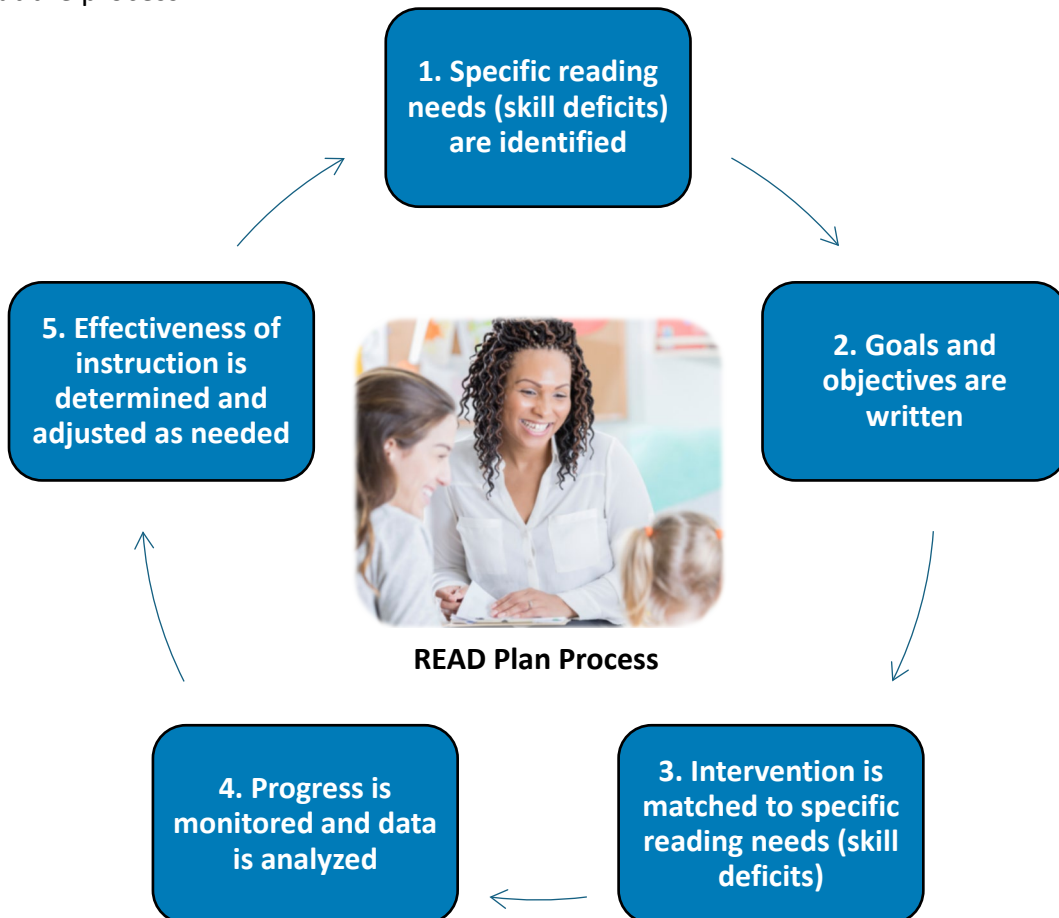 1. Specific reading
needs (skill deficits)
are identified
2. Goals and
objectives are
written
3. Intervention is
matched to specific
reading needs (skill
deficits)
4. Progress is
monitored and data
is analyzed
5. Effectiveness of
instruction is
determined and
adjusted as needed
READ Plan Process